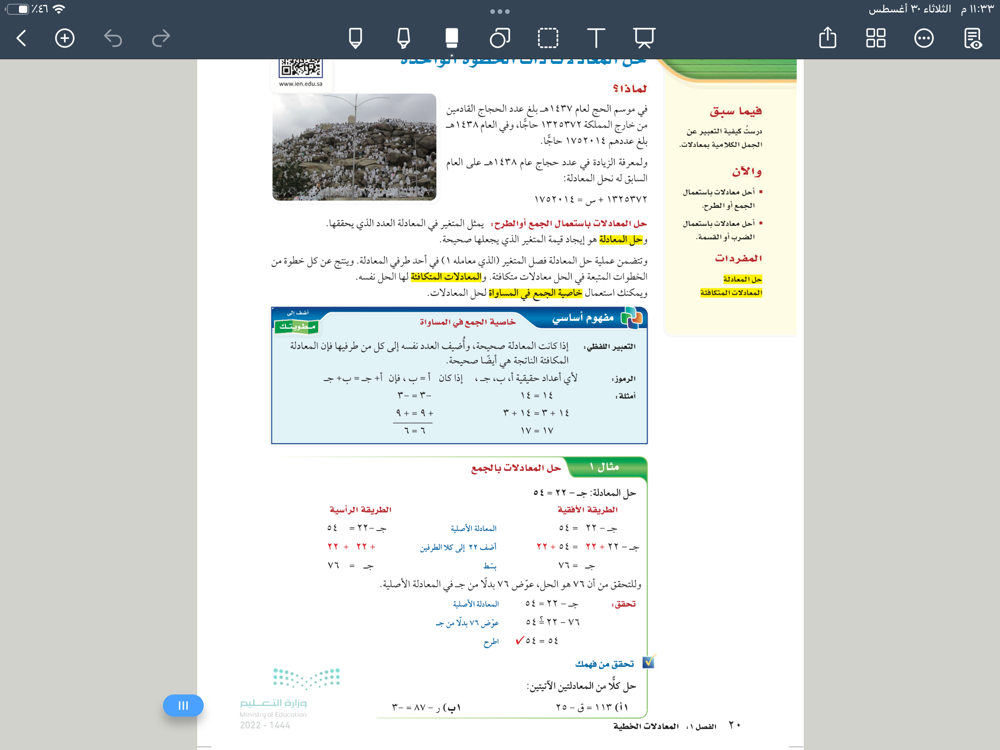 ١١:٣٣ م الثلاثاء ٣٠ أغسطس
٪٤٦
حل المعادلات ذات الخطوة الواحدة
www.ien.edu.sa
فيما سبق
درستُ كيفية التعبير عن
الجمل الكلامية بمعادلات.
والآن
▪ أحل معادلات باستعمال
الجمع أو الطرح.
▪ أحل معادلات باستعمال
الضرب أو القسمة.
المفردات
حل المعادلة
المعادلات المتكافئة
لماذا؟
في موسم الحج لعام ١٤٣٧هـ بلغ عدد الحجاج القادمين
من خارج المملكة ١٣٢٥٣٧٢ حاجًّا، وفي العام ١٤٣٨هـ
بلغ عددهم ١٧٥٢٠١٤ حاجًّا.
ولمعرفة الزيادة في عدد حجاج عام ١٤٣٨هـ على العام
السابق له نحل المعادلة:
١٣٢٥٣٧٢ + س = ١٧٥٢٠١٤
حل المعادلات باستعمال الجمع أوالطرح: يمثل المتغير في المعادلة العدد الذي يحققها.
وحل المعادلة هو إيجاد قيمة المتغير الذي يجعلها صحيحة.
وتتضمن عملية حل المعادلة فصل المتغير (الذي معامله ١) في أحد طرفي المعادلة. وينتج عن كل خطوة من
الخطوات المتبعة في الحل معادلات متكافئة. والمعادلات المتكافئة لها الحل نفسه.
ويمكنك استعمال خاصية الجمع في المساواة لحل المعادلات.
مفهوم أساسي خاصية الجمع في المساواة أضف إلى
مـطويتـك
التعبير اللفظي: إذا كانت المعادلة صحيحة، وأُضيف العدد نفسه إلى كل من طرفيها فإن المعادلة
المكافئة الناتجة هي أيضًا صحيحة.
الرموز: لأي أعداد حقيقية أ، ب، جـ ، إذا كان أ = ب ، فإن أ+ جـ = ب+ جـ
أمثلة: ١٤ = ١٤ –٣ = –٣
١٤ + ٣ = ١٤ + ٣ + ٩ = + ٩
١٧ = ١٧ ٦ = ٦
مثال ١ حل المعادلات بالجمع
حل المعادلة: جـ – ٢٢ = ٥٤
الطريقة الأفقية الطريقة الرأسية
جـ – ٢٢ = ٥٤ المعادلة الأصلية جـ –٢٢ = ٥٤
جـ – ٢٢ + ٢٢ = ٥٤ + ٢٢ أضف ٢٢ إلى كلا الطرفين + ٢٢ + ٢٢
جـ = ٧٦ بسّط جـ = ٧٦
وللتحقق من أن ٧٦ هو الحل، عوّض ٧٦ بدلًا من جـ في المعادلة الأصلية.
تحقق: جـ – ٢٢ = ٥٤ المعادلة الأصلية
٧٦ – ٢٢ ≟ ٥٤ عوّض ٧٦ بدلًا من جـ
٥٤ = ٥٤ ✓ اطرح
تحقق من فهمك
حل كلًّا من المعادلتين الآتيتين:
١أ) ١١٣ = ق – ٢٥ ١ب) ر – ٨٧ = –٣
وزارة التعليم
Ministry of Education
2022 - 1444
٢٠ الفصل ١: المعادلات الخطية